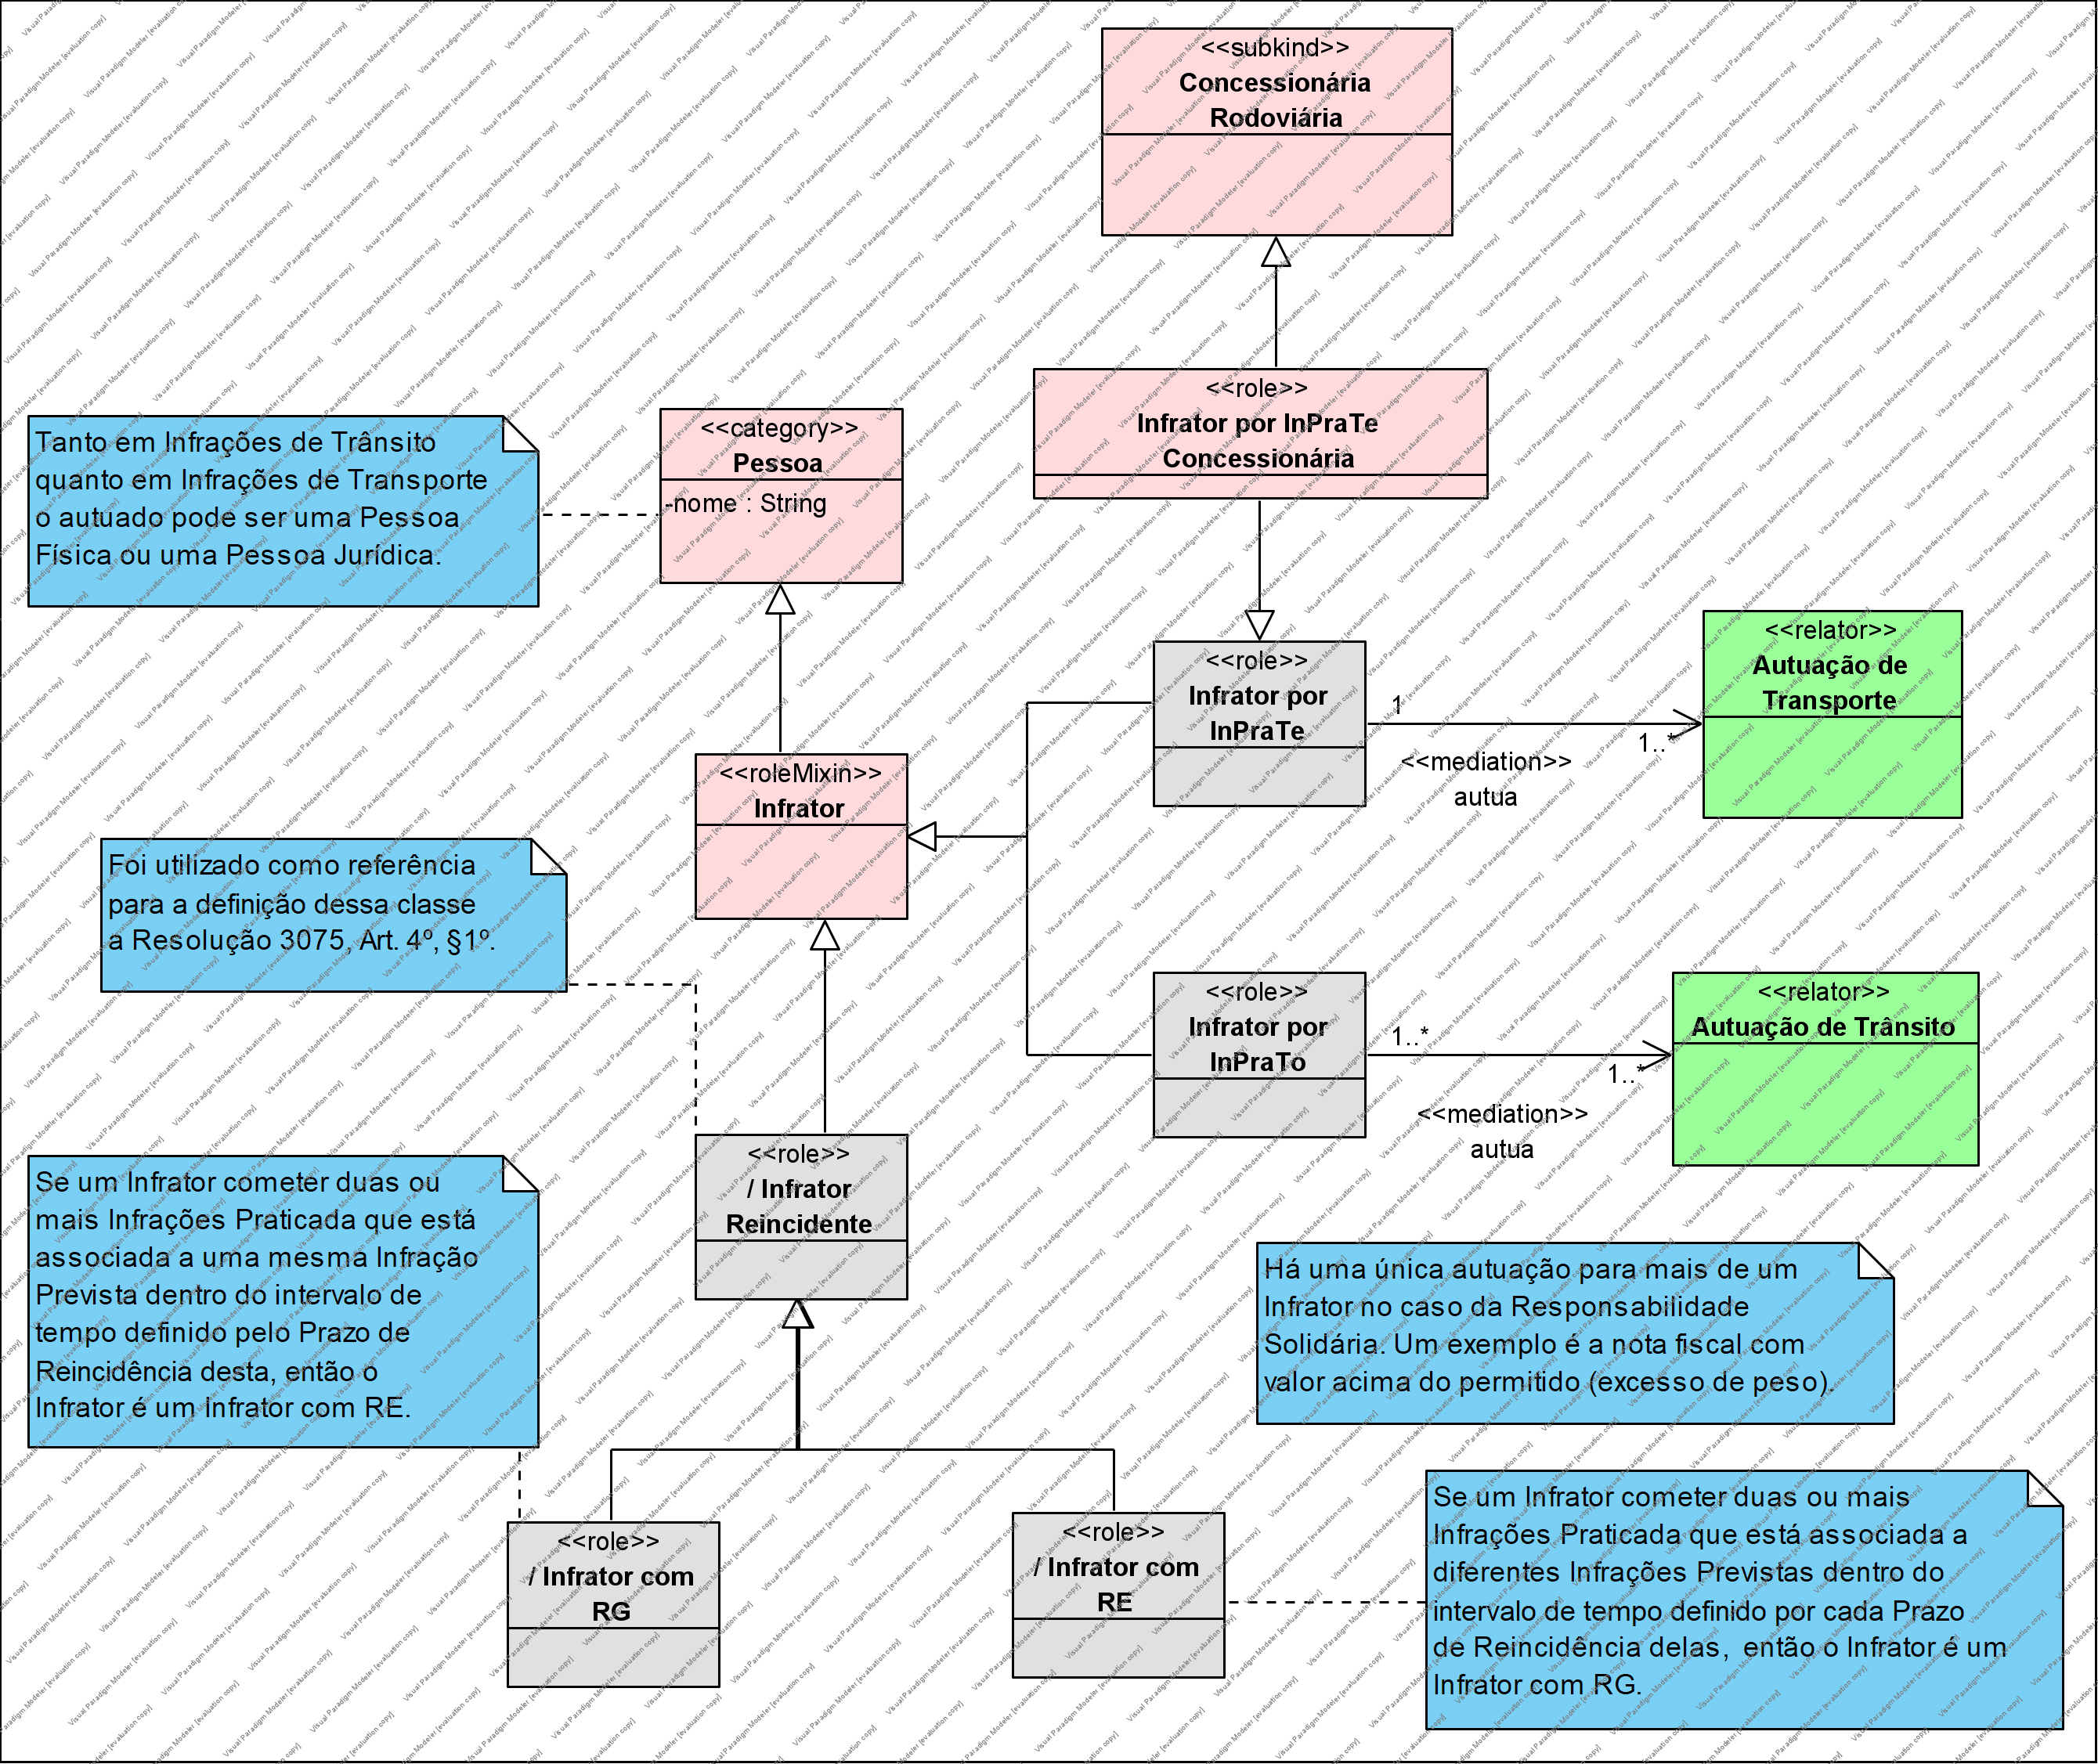 <<subkind>>
Concessionária
Rodoviária
<<role>>
Infrator por InPraTe
Concessionária
Tanto em Infrações de Trânsito
quanto em Infrações de Transporte
o autuado pode ser uma Pessoa
Física ou uma Pessoa Jurídica.
<<category>>
Pessoa
-nome : String
<<role>>
Infrator por
InPraTe
1
1..*
<<mediation>>
autua
<<relator>>
Autuação de
Transporte
<<roleMixin>>
Infrator
Foi utilizado como referência
para a definição dessa classe
a Resolução 3075, Art. 4º, §1º.
<<role>>
Infrator por
InPraTo
1..*
1..*
<<mediation>>
autua
<<relator>>
Autuação de Trânsito
<<role>>
/ Infrator
Reincidente
Se um Infrator cometer duas ou
mais Infrações Praticada que está
associada a uma mesma Infração
Prevista dentro do intervalo de
tempo definido pelo Prazo de
Reincidência desta, então o
Infrator é um Infrator com RE.
Há uma única autuação para mais de um
Infrator no caso da Responsabilidade
Solidária. Um exemplo é a nota fiscal com
valor acima do permitido (excesso de peso).
<<role>>
/ Infrator com
RG
<<role>>
/ Infrator com
RE
Se um Infrator cometer duas ou mais
Infrações Praticada que está associada a
diferentes Infrações Previstas dentro do
intervalo de tempo definido por cada Prazo
de Reincidência delas, então o Infrator é um
Infrator com RG.
Visual Paradigm Modeler [evaluation copy]